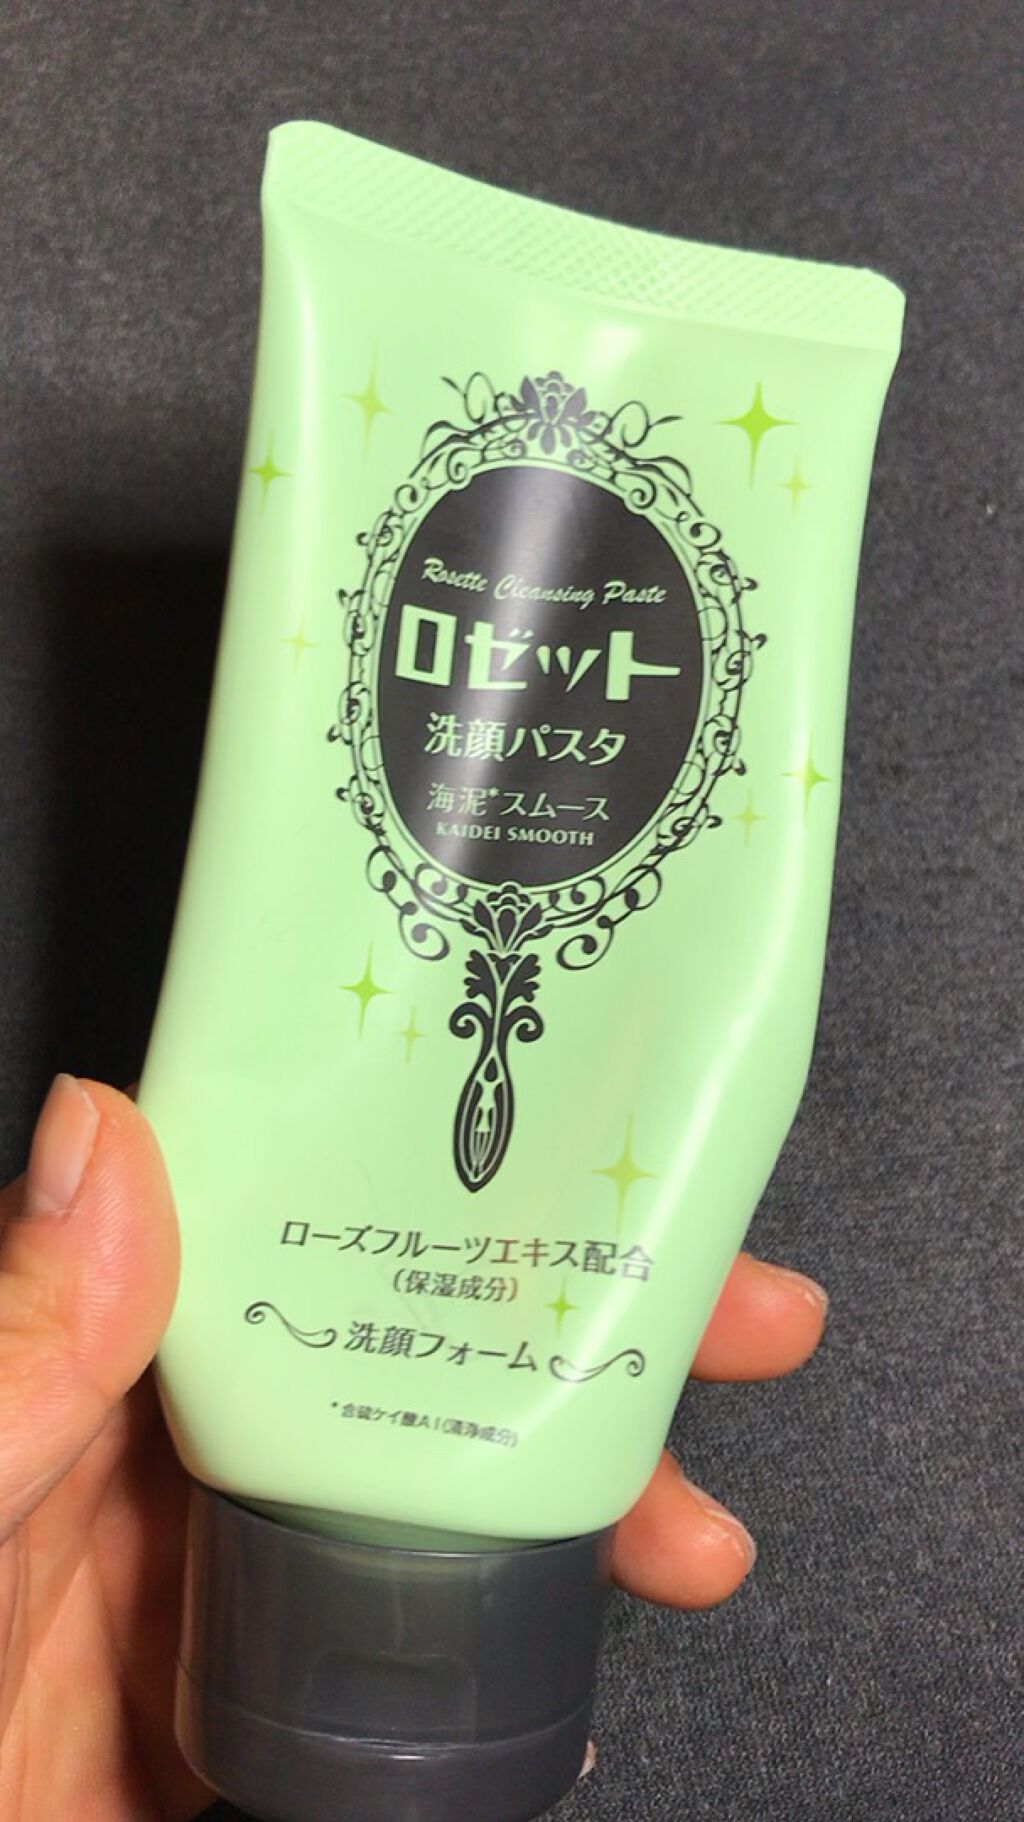 Rosette Cleansing Paste
ロゼット
洗顔パスタ
海泥*スムース
KAIDEI SMOOTH
ローズフルーツエキス配合
(保湿成分)
洗顔フォーム
*含硫ケイ酸Al(清浄成分)